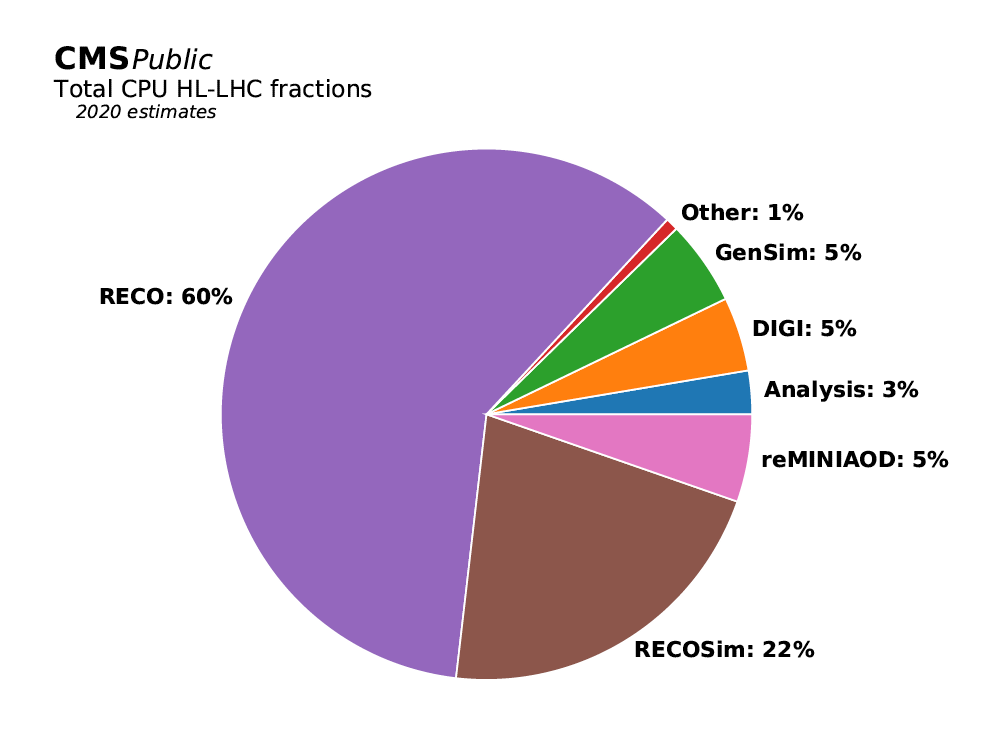 CMS Public
Total CPU HL-LHC fractions
2020 estimates
Other: 1%
GenSim: 5%
RECO: 60%
DIGI: 5%
Analysis: 3%
reMINIAOD: 5%
RECOSim: 22%